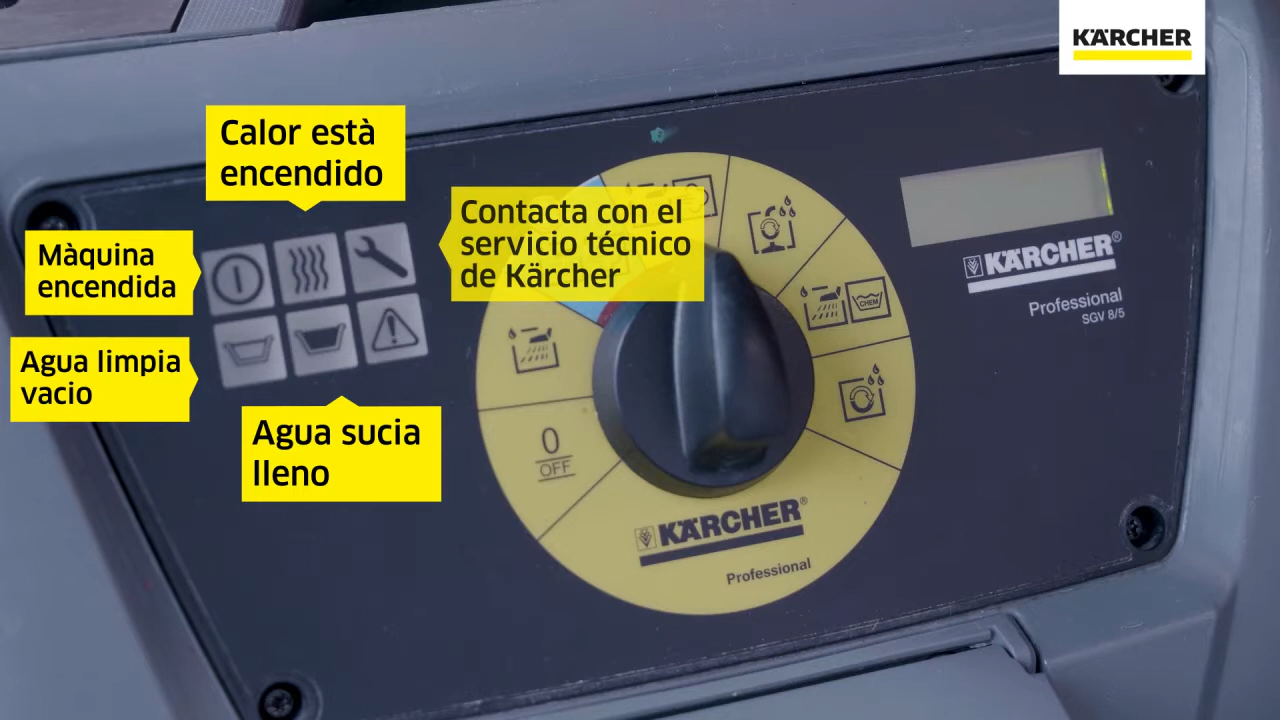 KÄRCHER
Calor està
encendido
Contacta con el
servicio técnico
de Kärcher
Màquina
encendida
Agua limpia
vacio
Agua sucia
lleno
0
OFF
CHEM
KÄRCHER®
Professional
SGV 8/5
KÄRCHER®
Professional